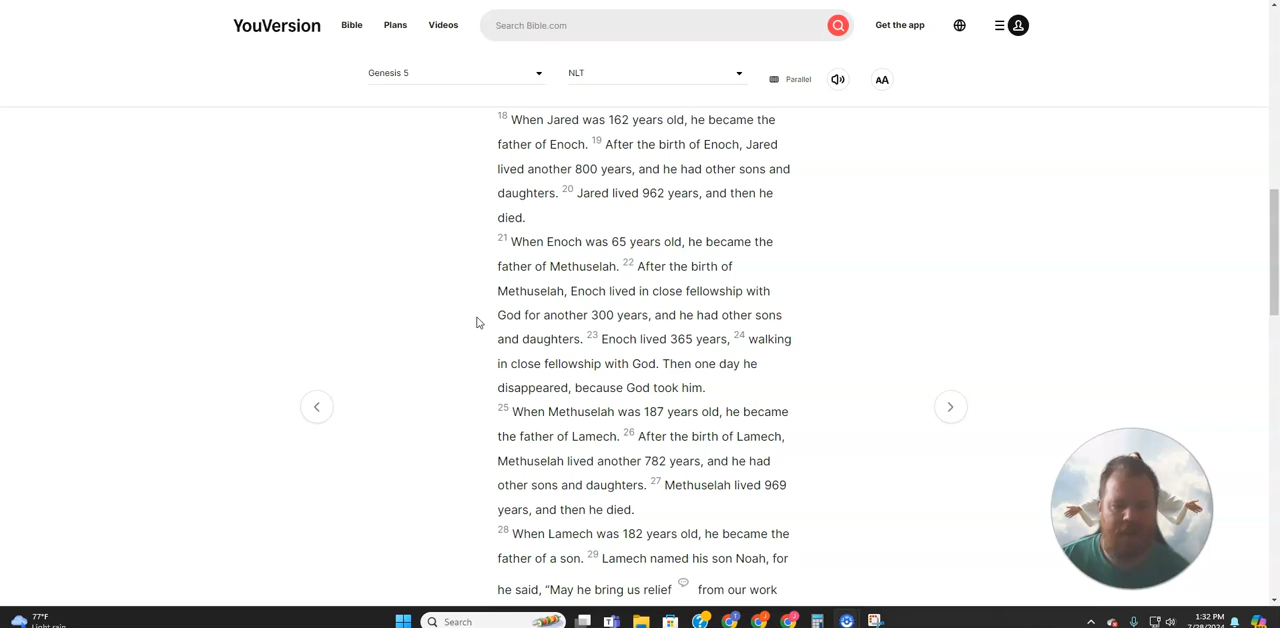 YouVersion Bible Plans Videos Search Bible.com Get the app
Genesis 5 NLT Parallel AA
18 When Jared was 162 years old, he became the
father of Enoch. 19 After the birth of Enoch, Jared
lived another 800 years, and he had other sons and
daughters. 20 Jared lived 962 years, and then he
died.
21 When Enoch was 65 years old, he became the
father of Methuselah. 22 After the birth of
Methuselah, Enoch lived in close fellowship with
God for another 300 years, and he had other sons
and daughters. 23 Enoch lived 365 years, 24 walking
in close fellowship with God. Then one day he
disappeared, because God took him.
25 When Methuselah was 187 years old, he became
the father of Lamech. 26 After the birth of Lamech,
Methuselah lived another 782 years, and he had
other sons and daughters. 27 Methuselah lived 969
years, and then he died.
28 When Lamech was 182 years old, he became the
father of a son. 29 Lamech named his son Noah, for
he said, “May he bring us relief from our work
77°F
Light rain
Search
1:32 PM
7/28/2024